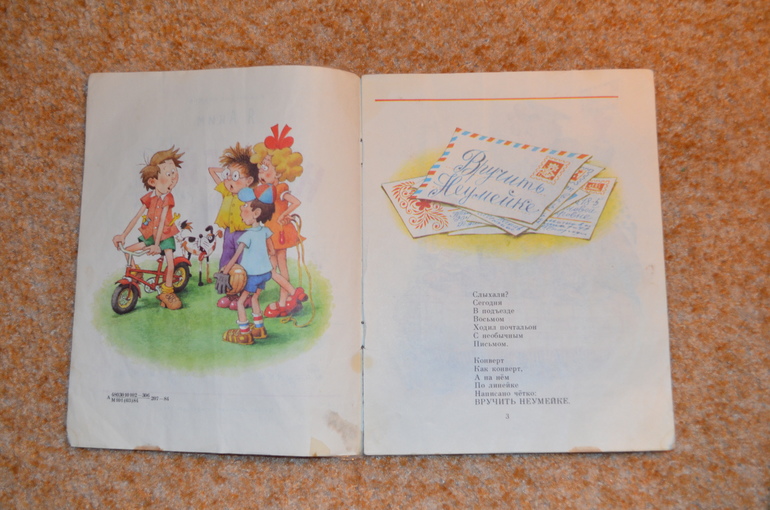 Вручить
Неумейке.
Слыхали?
Сегодня
В подъезде
Восьмом
Ходил почтальон
С необычным
Письмом.
Конверт
Как конверт,
А на нём
По линейке
Написано чётко:
ВРУЧИТЬ НЕУМЕЙКЕ.
3